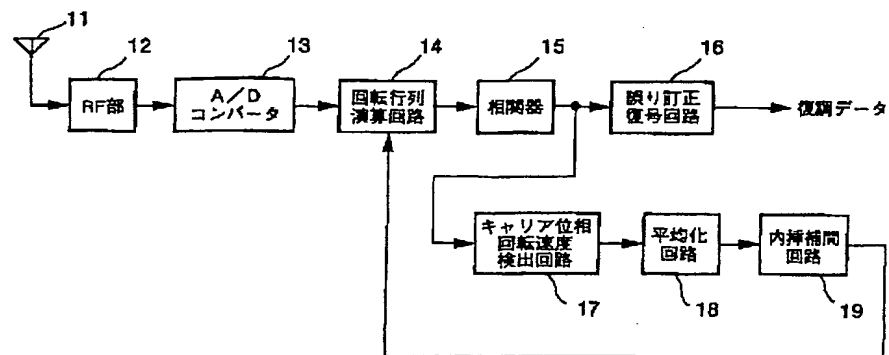 11
12
13
14
15
16
RF部
A/D
コンバータ
回転行列
演算回路
相関器
誤り訂正
復号回路
復調データ
キャリア位相
回転速度
検出回路
平均化
回路
内挿補間
回路
17
18
19